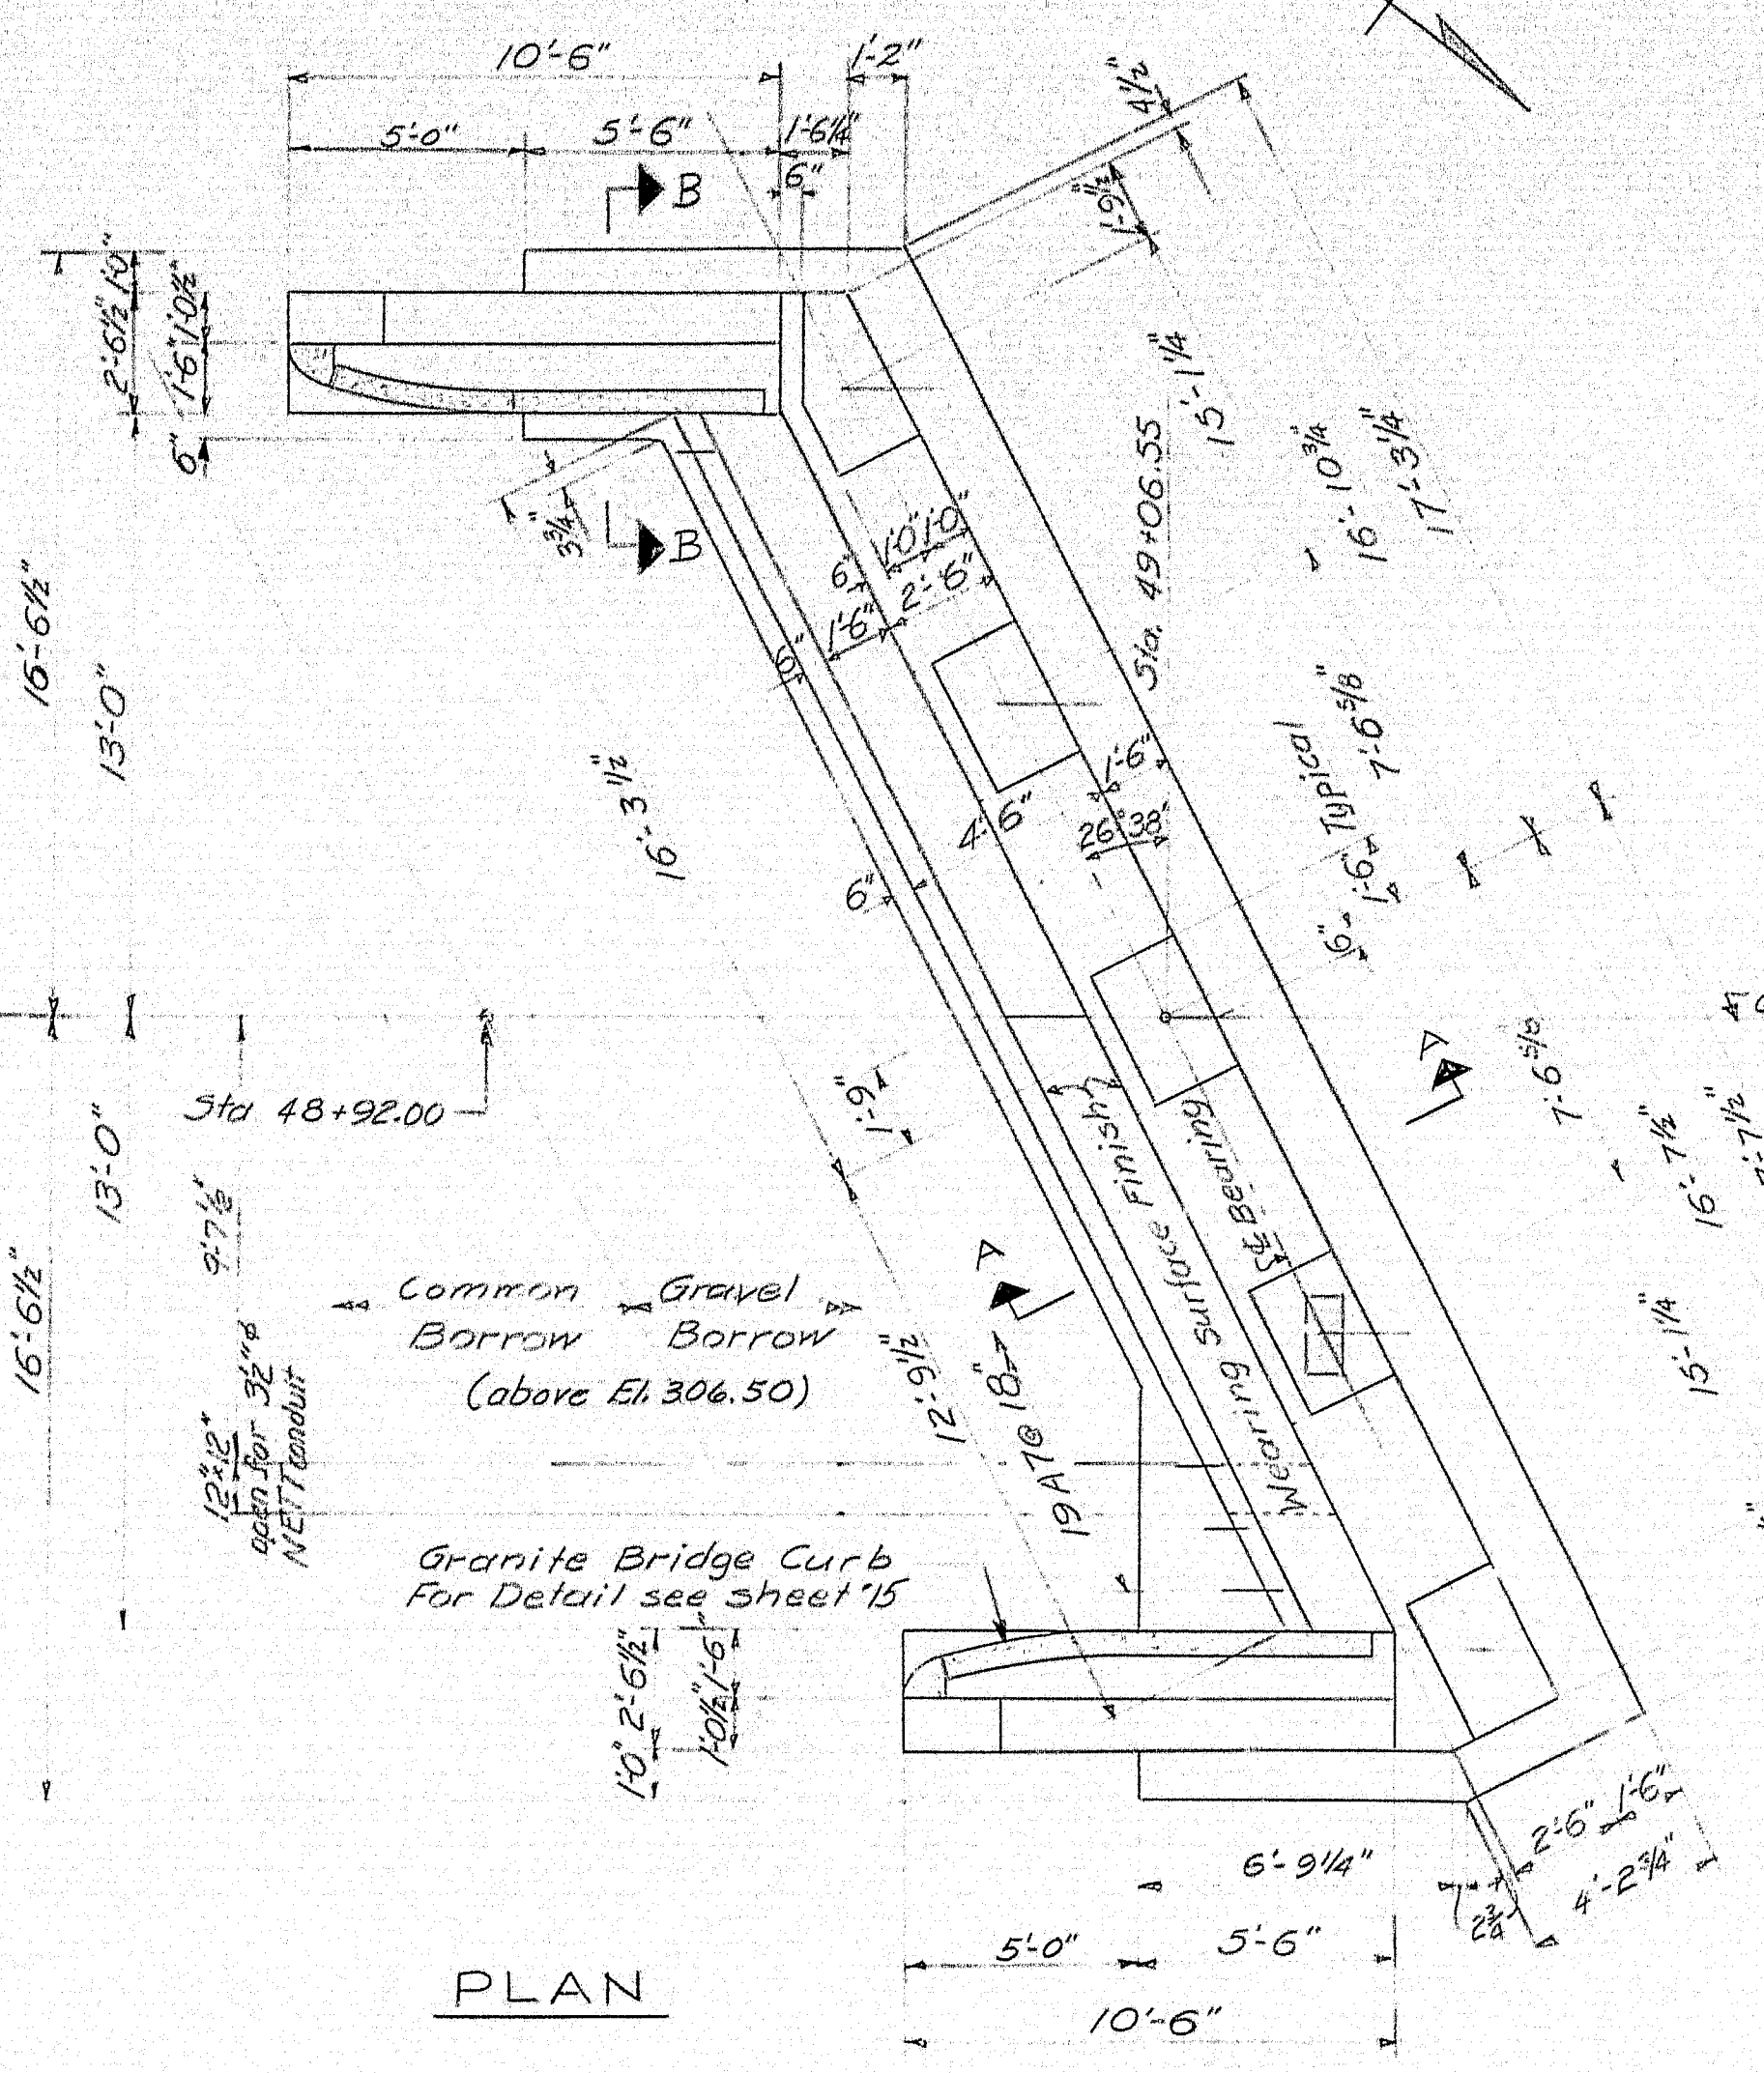 10'-6"
1'-2"
4½"
5'-0"
5'-6"
1'-6¼"
6"
B
1'-9½"
1'-0"
2'-6½"
1'-0½"
1'-6"
6"
15'-1¼"
Sta. 49+06.55
16'-10¾"
17'-3¼"
3¾"
B
1'-0" 1'-0"
6"
2'-6"
1'-6"
6"
16'-6½"
13'-0"
16'-3½"
1'-6"
4'-6"
26°38'
6"
6" 1'-6" Typical
7'-6⅝"
Sta 48+92.00
1'-9"
A
7'-6⅝"
13'-0"
9'-7½"
16'-7½"
Wearing Surface Finish
℄ Bearing
A
Common
Borrow
Gravel
Borrow
(above El. 306.50)
16'-6½"
12"x12"
open for 3½"φ
NETT conduit
12'-9½"
19 A7@ 18"
15'-1¼"
Granite Bridge Curb
For Detail see sheet 15
1'-0" 2'-6½"
1'-0½" 1'-6"
2'-6" 1'-6"
4'-2¾"
6'-9¼"
2¾
5'-0"
5'-6"
10'-6"
PLAN